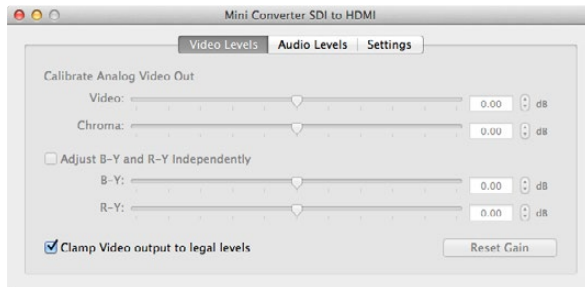 Mini Converter SDI to HDMI
Video Levels Audio Levels Settings
Calibrate Analog Video Out
Video: 0.00 dB
Chroma: 0.00 dB
Adjust B-Y and R-Y Independently
B-Y: 0.00 dB
R-Y: 0.00 dB
Clamp Video output to legal levels Reset Gain